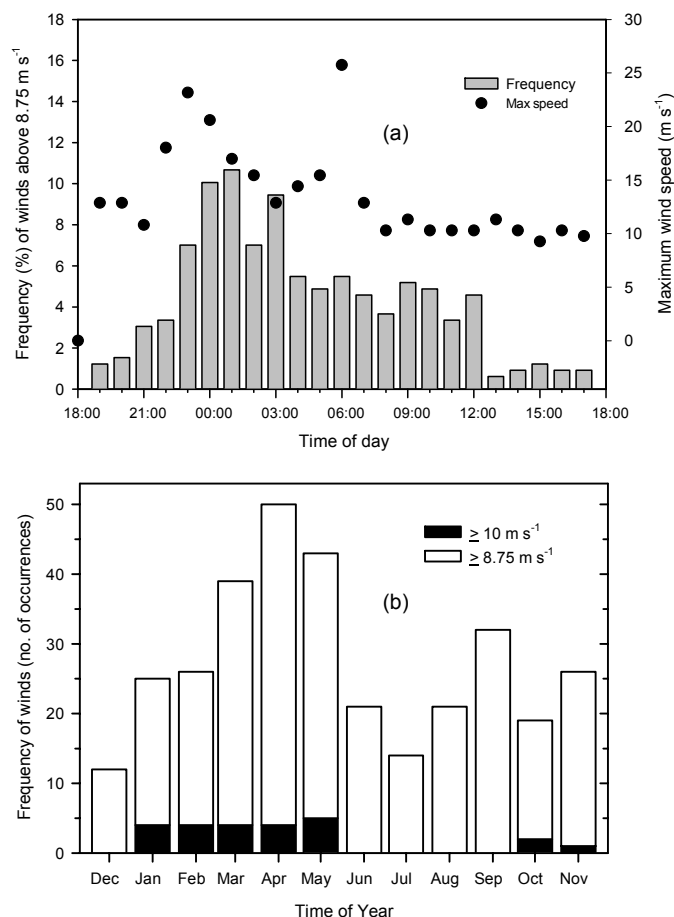 18
16
14
12
10
8
6
4
2
0
Frequency (%) of winds above 8.75 m s-1
30
25
20
15
10
5
0
Maximum wind speed (m s-1)
Frequency
Max speed
(a)
18:00 21:00 00:00 03:00 06:00 09:00 12:00 15:00 18:00
Time of day
50
40
30
20
10
0
Frequency of winds (no. of occurrences)
≥ 10 m s-1
≥ 8.75 m s-1
(b)
Dec Jan Feb Mar Apr May Jun Jul Aug Sep Oct Nov
Time of Year